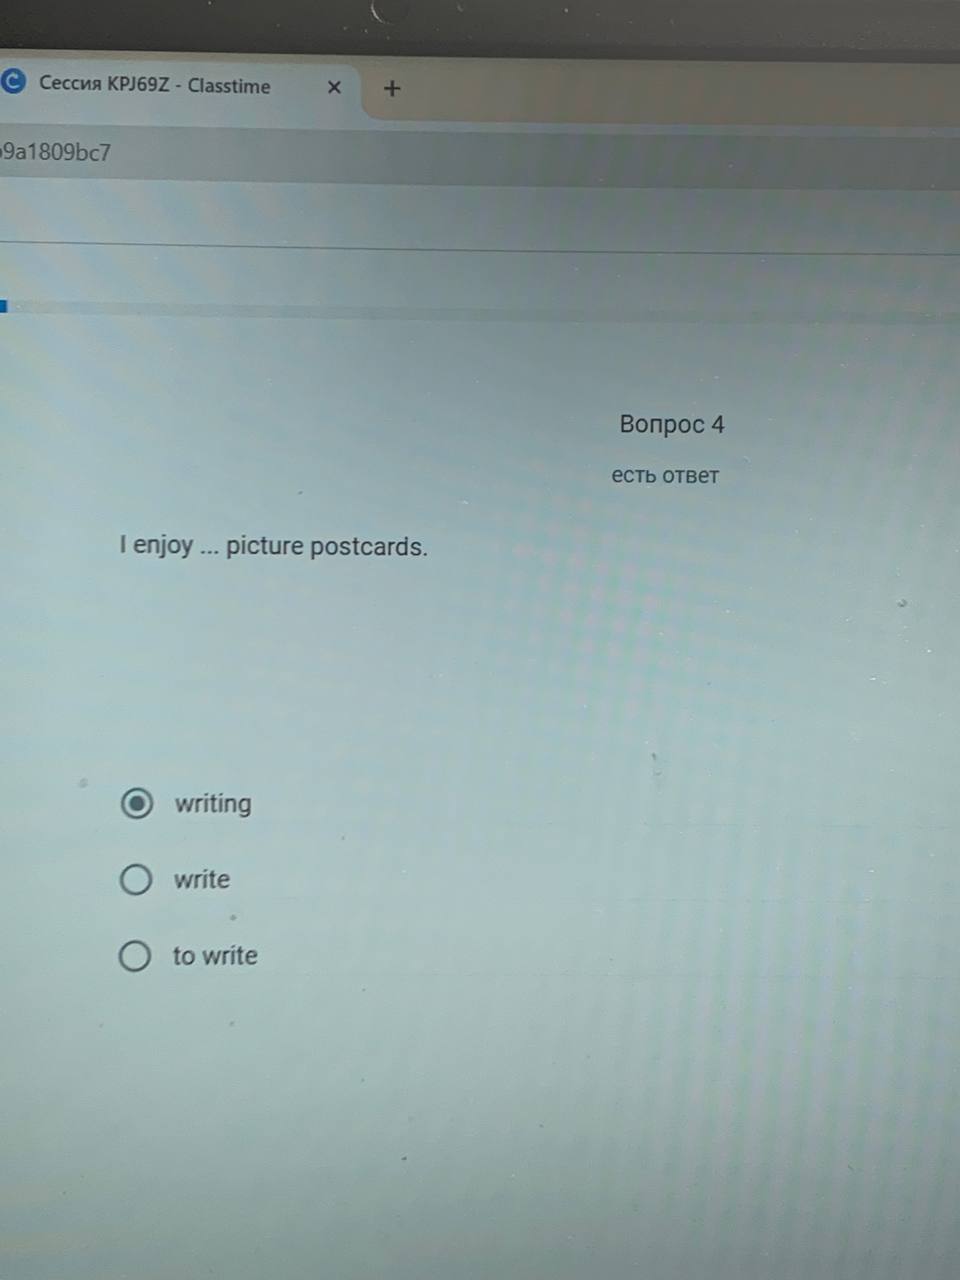 Сессия KPJ69Z - Classtime
9a1809bc7
Вопрос 4
есть ответ
I enjoy ... picture postcards.
writing
write
to write